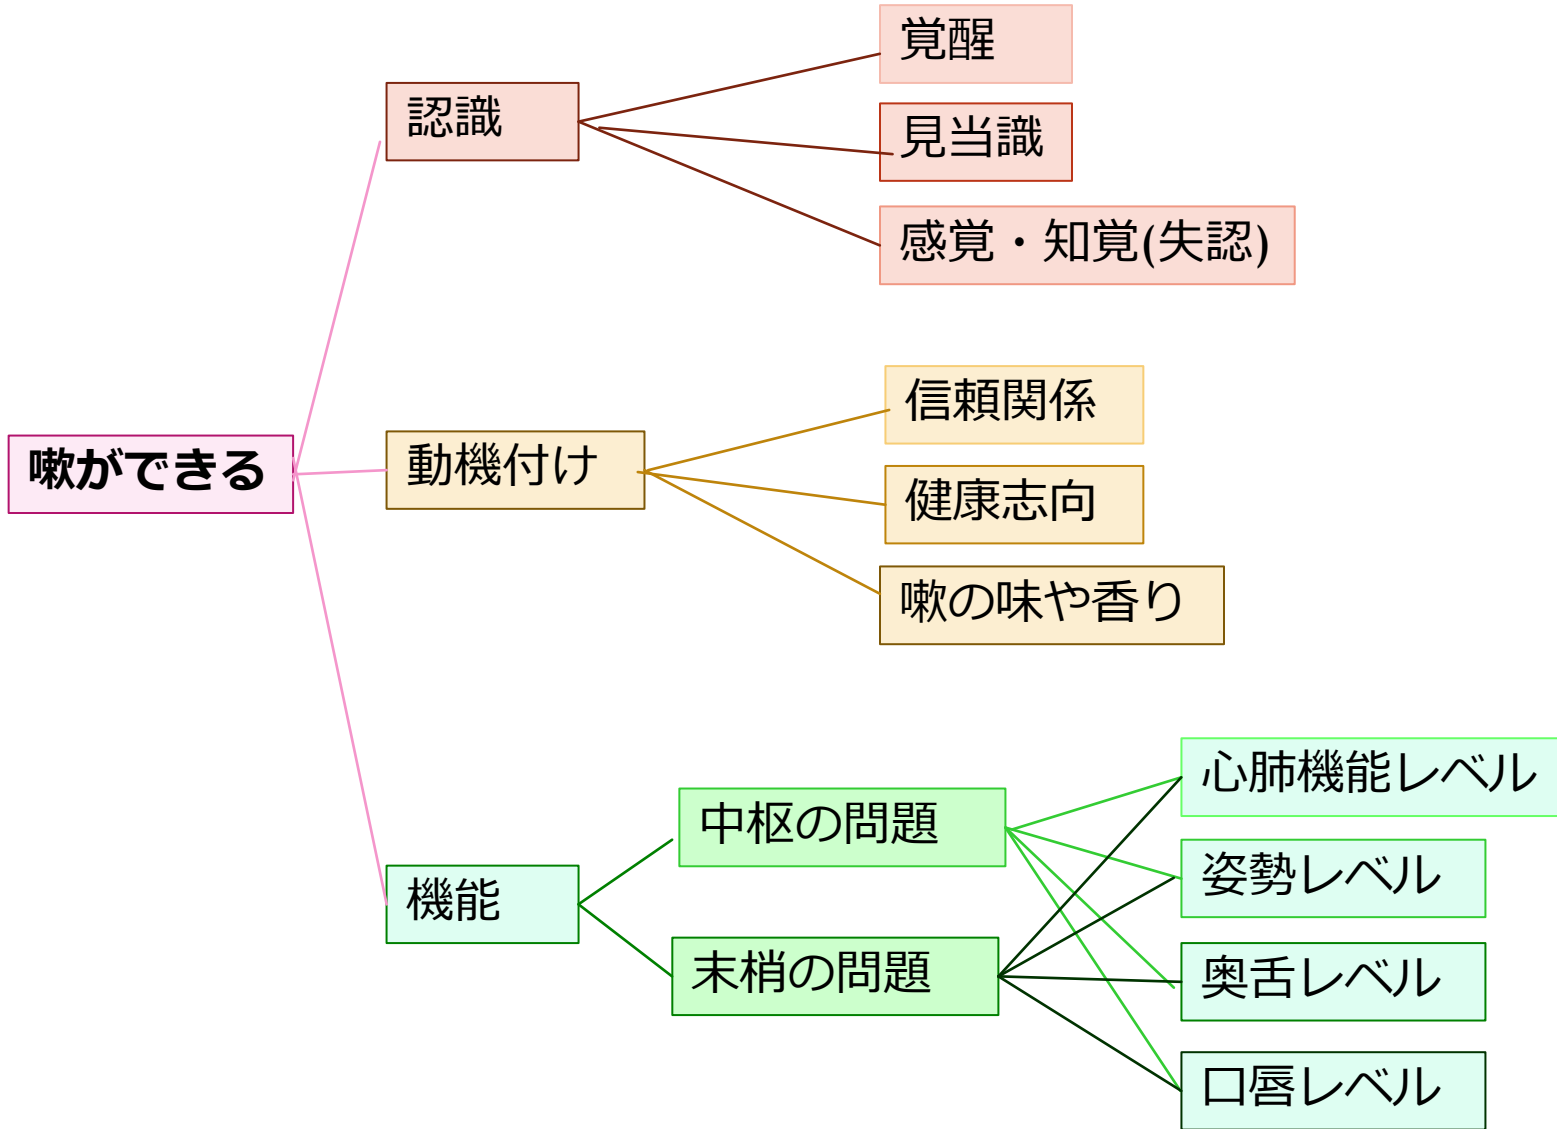 覚醒
認識
見当識
感覚・知覚(失認)
信頼関係
嗽ができる
動機付け
健康志向
嗽の味や香り
心肺機能レベル
中枢の問題
姿勢レベル
機能
末梢の問題
奥舌レベル
口唇レベル